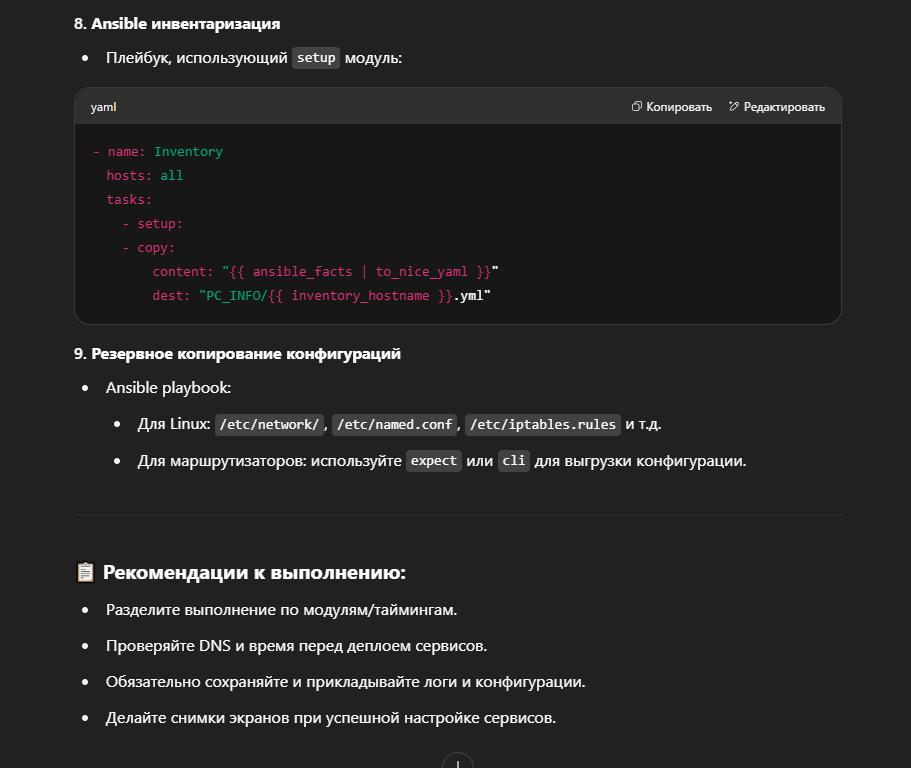 8. Ansible инвентаризация
• Плейбук, использующий setup модуль:
yaml Копировать Редактировать
- name: Inventory
  hosts: all
  tasks:
    - setup:
    - copy:
        content: "{{ ansible_facts | to_nice_yaml }}"
        dest: "PC_INFO/{{ inventory_hostname }}.yml"
9. Резервное копирование конфигураций
• Ansible playbook:
• Для Linux: /etc/network/, /etc/named.conf, /etc/iptables.rules и т.д.
• Для маршрутизаторов: используйте expect или cli для выгрузки конфигурации.
📋 Рекомендации к выполнению:
• Разделите выполнение по модулям/таймингам.
• Проверяйте DNS и время перед деплоем сервисов.
• Обязательно сохраняйте и прикладывайте логи и конфигурации.
• Делайте снимки экранов при успешной настройке сервисов.